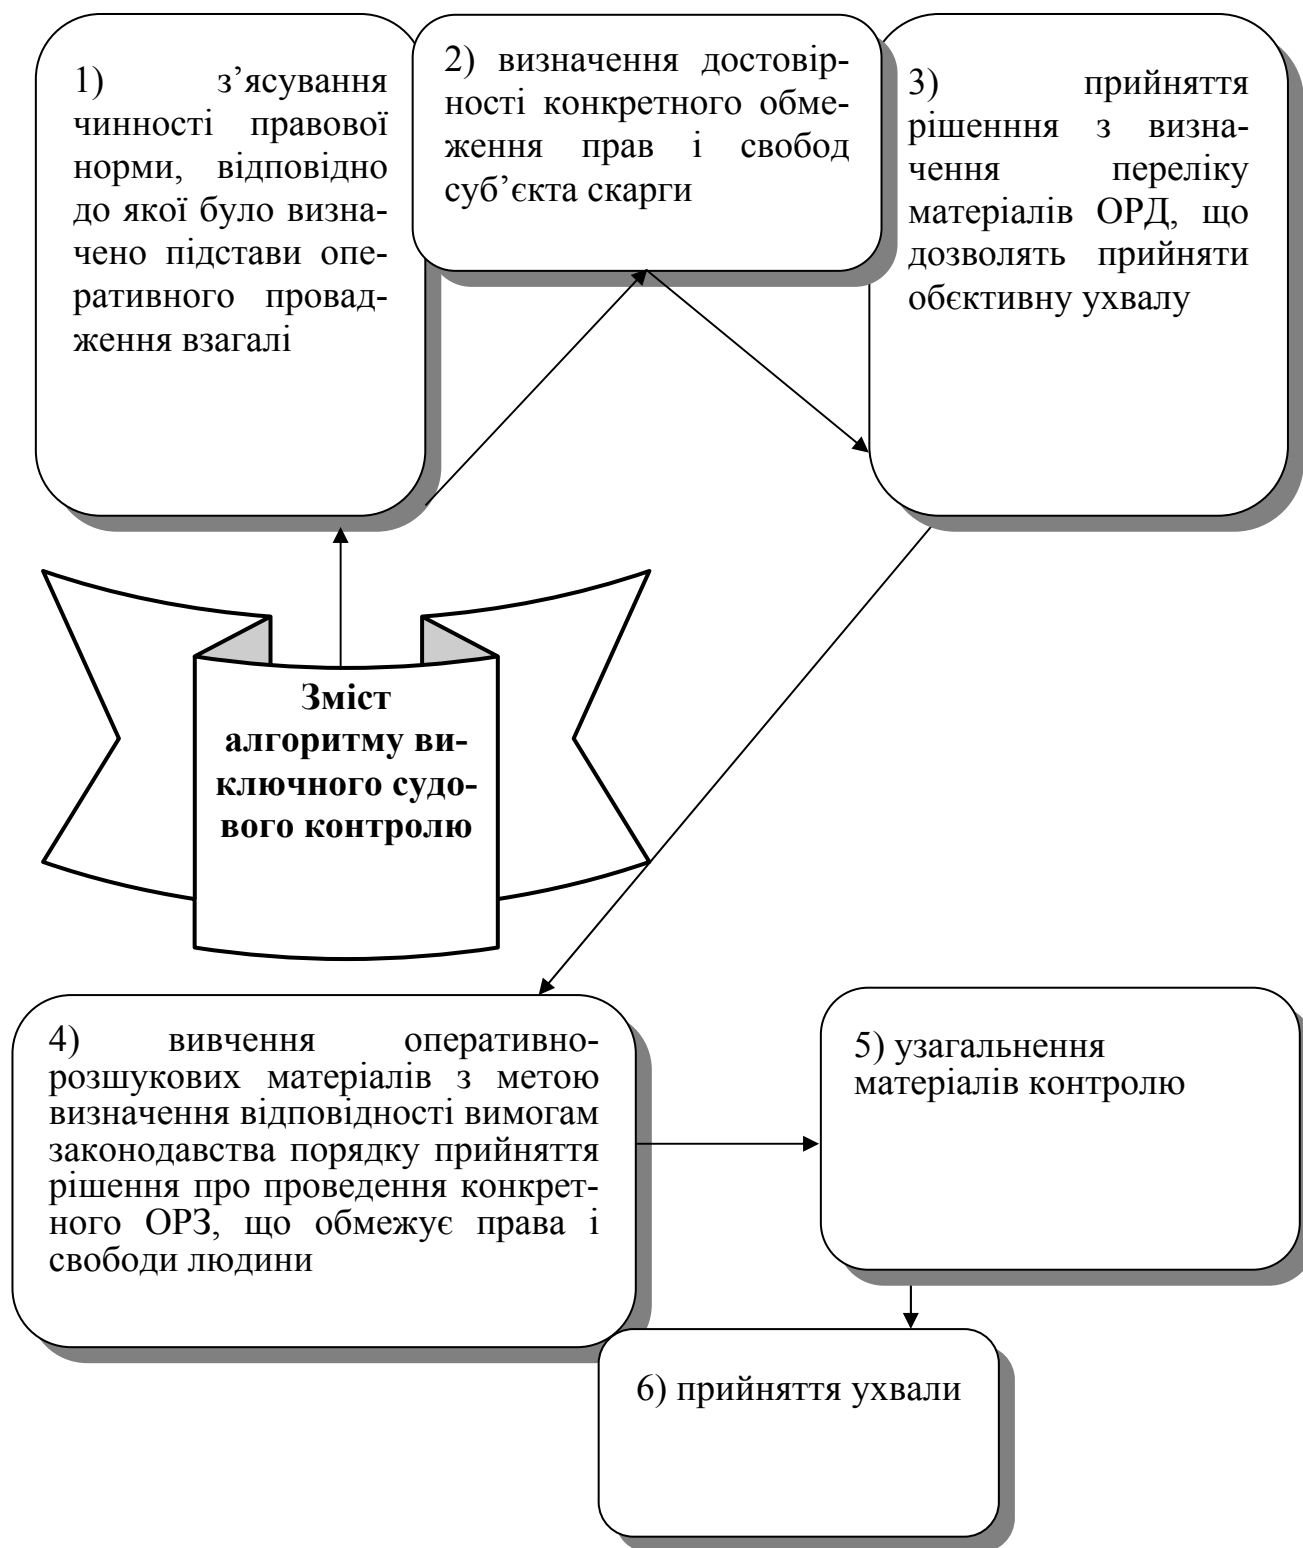 1) з’ясування
чинності правової
норми, відповідно
до якої було визна-
чено підстави опе-
ративного провад-
ження взагалі
2) визначення достовір-
ності конкретного обме-
ження прав і свобод
суб’єкта скарги
3) прийняття
рішенння з визна-
чення переліку
матеріалів ОРД, що
дозволять прийняти
обєктивну ухвалу
Зміст
алгоритму ви-
ключного судо-
вого контролю
4) вивчення оперативно-
розшукових матеріалів з метою
визначення відповідності вимогам
законодавства порядку прийняття
рішення про проведення конкрет-
ного ОРЗ, що обмежує права і
свободи людини
5) узагальнення
матеріалів контролю
6) прийняття ухвали